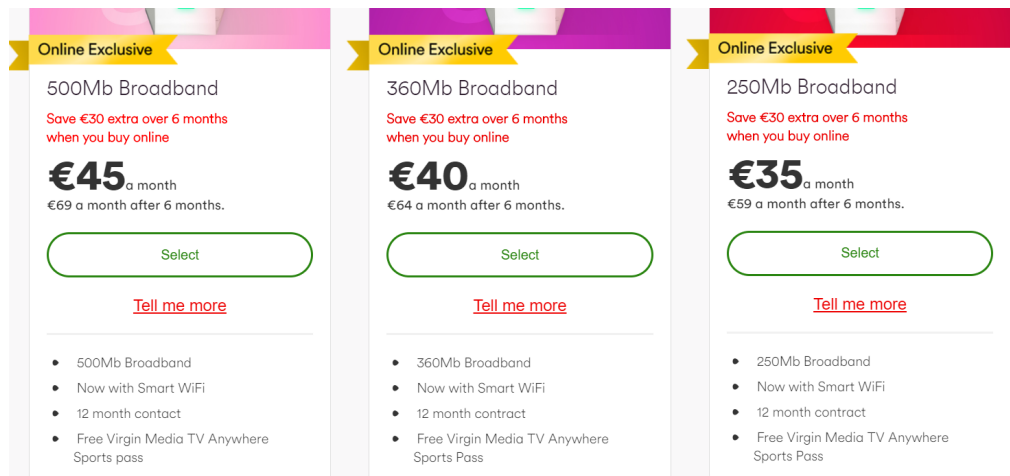 Online Exclusive
500Mb Broadband
Save €30 extra over 6 months
when you buy online
€45 a month
€69 a month after 6 months.
Select
Tell me more
500Mb Broadband
Now with Smart WiFi
12 month contact
Free Virgin Media TV Anywhere
Sports pass
Online Exclusive
360Mb Broadband
Save €30 extra over 6 months
when you buy online
€40 a month
€64 a month after 6 months.
Select
Tell me more
360Mb Broadband
Now with Smart WiFi
12 month contract
Free Virgin Media TV Anywhere
Sports Pass
Online Exclusive
250Mb Broadband
Save €30 extra over 6 months
when you buy online
€35 a month
€59 a month after 6 months.
Select
Tell me more
250Mb Broadband
Now with Smart WiFi
12 month contract
Free Virgin Media TV Anywhere
Sports Pass